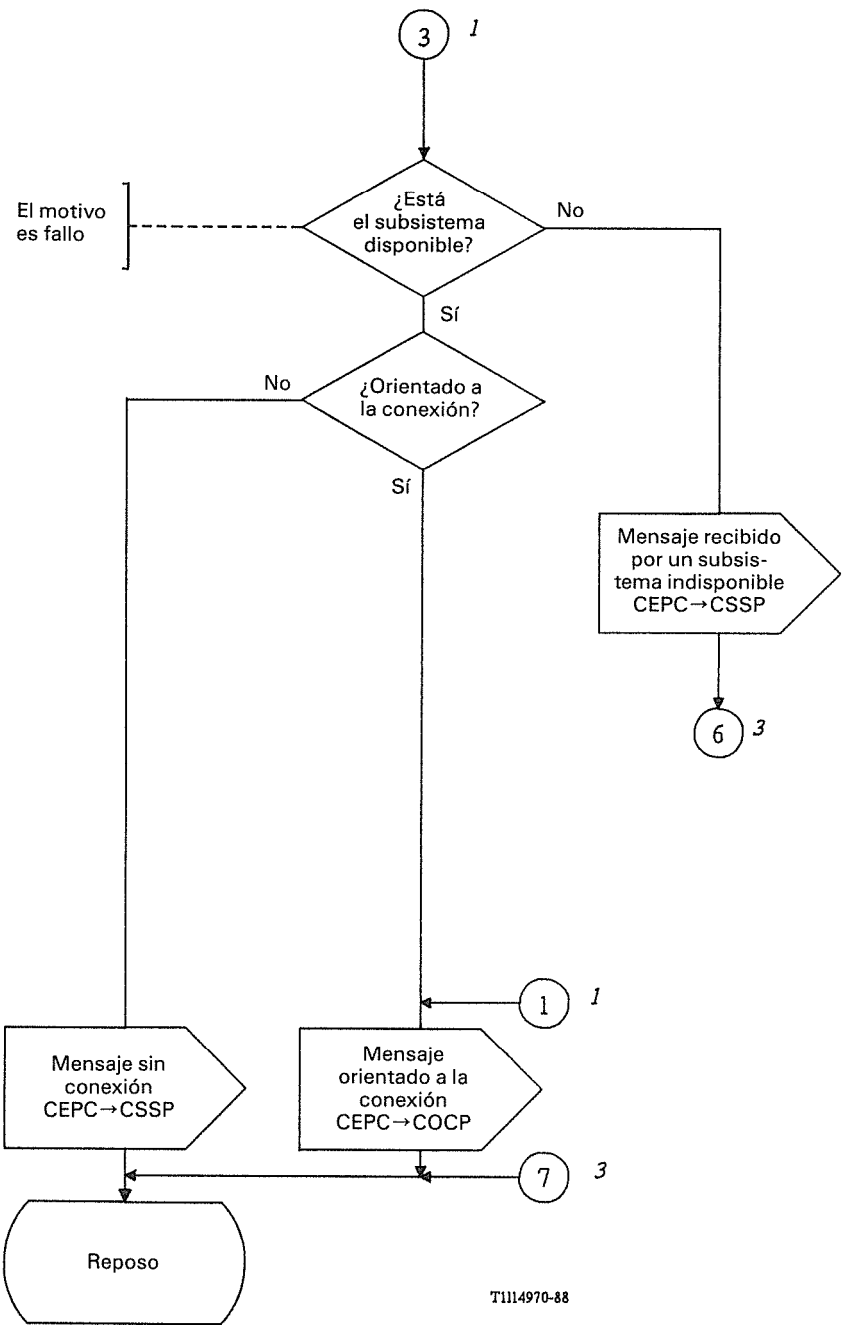 3 1
¿Está
el subsistema
disponible?
El motivo
es fallo
No
Sí
¿Orientado a
la conexión?
No
Sí
Mensaje recibido
por un subsis-
tema indisponible
CEPC→CSSP
6 3
1 1
Mensaje sin
conexión
CEPC→CSSP
Mensaje
orientado a la
conexión
CEPC→COCP
7 3
Reposo
T1114970-88